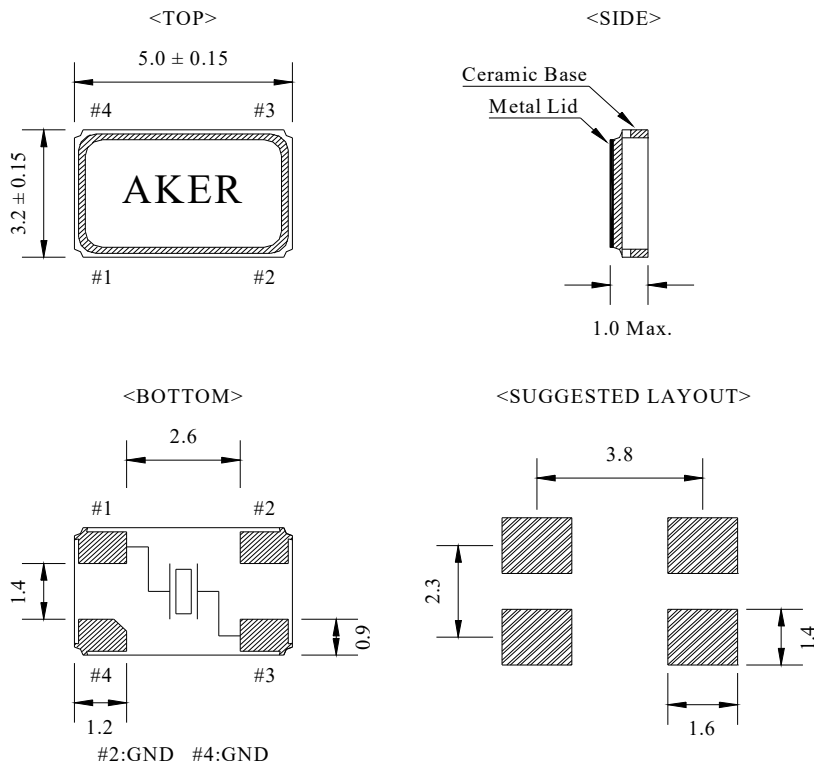 <TOP>
5.0 ± 0.15
#4 #3
3.2 ± 0.15
AKER
#1 #2
<SIDE>
Ceramic Base
Metal Lid
1.0 Max.
<BOTTOM>
2.6
#1 #2
1.4
0.9
#4 #3
1.2
#2:GND #4:GND
<SUGGESTED LAYOUT>
3.8
2.3
1.4
1.6